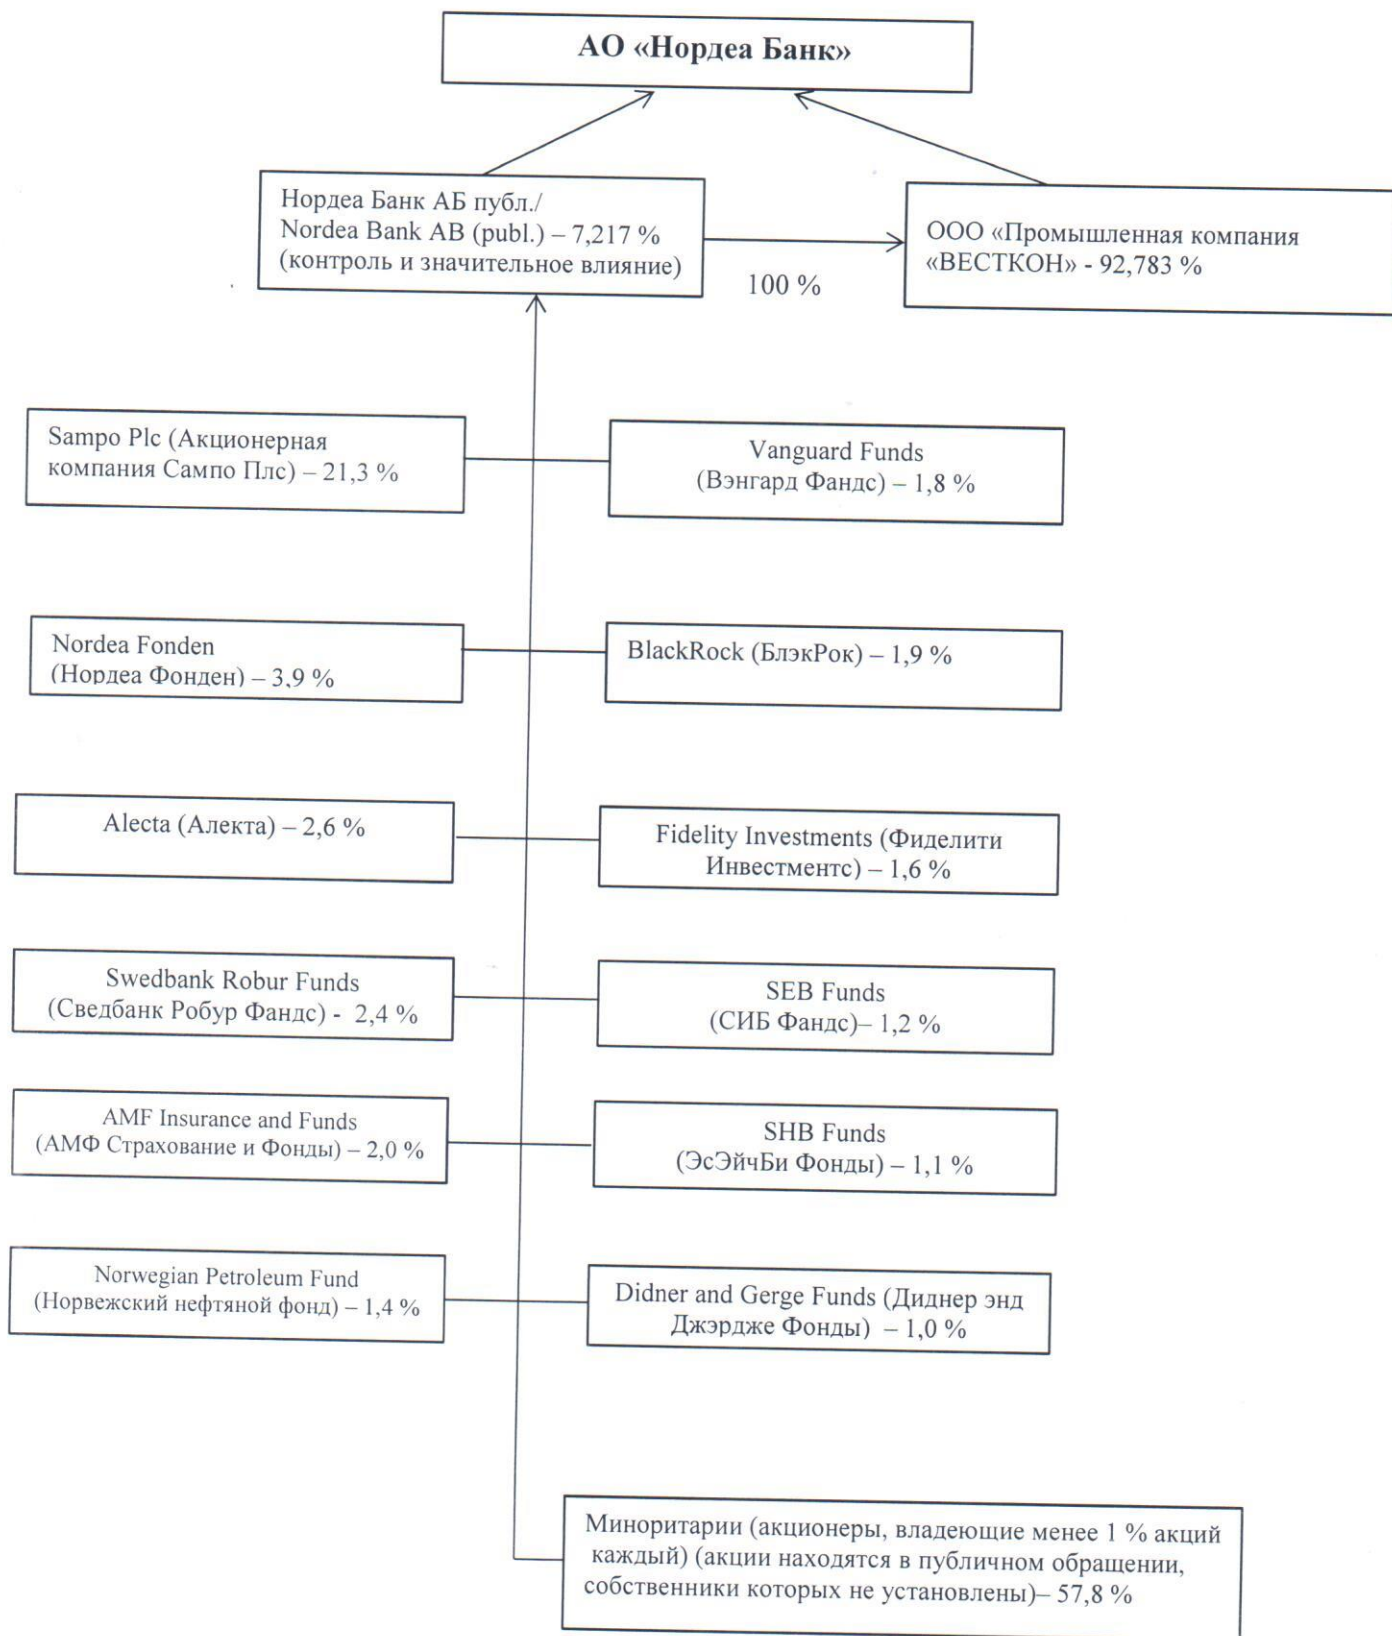 АО «Нордеа Банк»
Нордеа Банк АБ публ./
Nordea Bank AB (publ.) – 7,217 %
(контроль и значительное влияние)
100 %
ООО «Промышленная компания
«ВЕСТКОН» - 92,783 %
Sampo Plc (Акционерная
компания Сампо Плс) – 21,3 %
Vanguard Funds
(Вэнгард Фандс) – 1,8 %
Nordea Fonden
(Нордеа Фонден) – 3,9 %
BlackRock (БлэкРок) – 1,9 %
Alecta (Алекта) – 2,6 %
Fidelity Investments (Фиделити
Инвестментс) – 1,6 %
Swedbank Robur Funds
(Сведбанк Робур Фандс) - 2,4 %
SEB Funds
(СИБ Фандс)– 1,2 %
AMF Insurance and Funds
(АМФ Страхование и Фонды) – 2,0 %
SHB Funds
(ЭсЭйчБи Фонды) – 1,1 %
Norwegian Petroleum Fund
(Норвежский нефтяной фонд) – 1,4 %
Didner and Gerge Funds (Диднер энд
Джэрдже Фонды) – 1,0 %
Миноритарии (акционеры, владеющие менее 1 % акций
каждый) (акции находятся в публичном обращении,
собственники которых не установлены)– 57,8 %